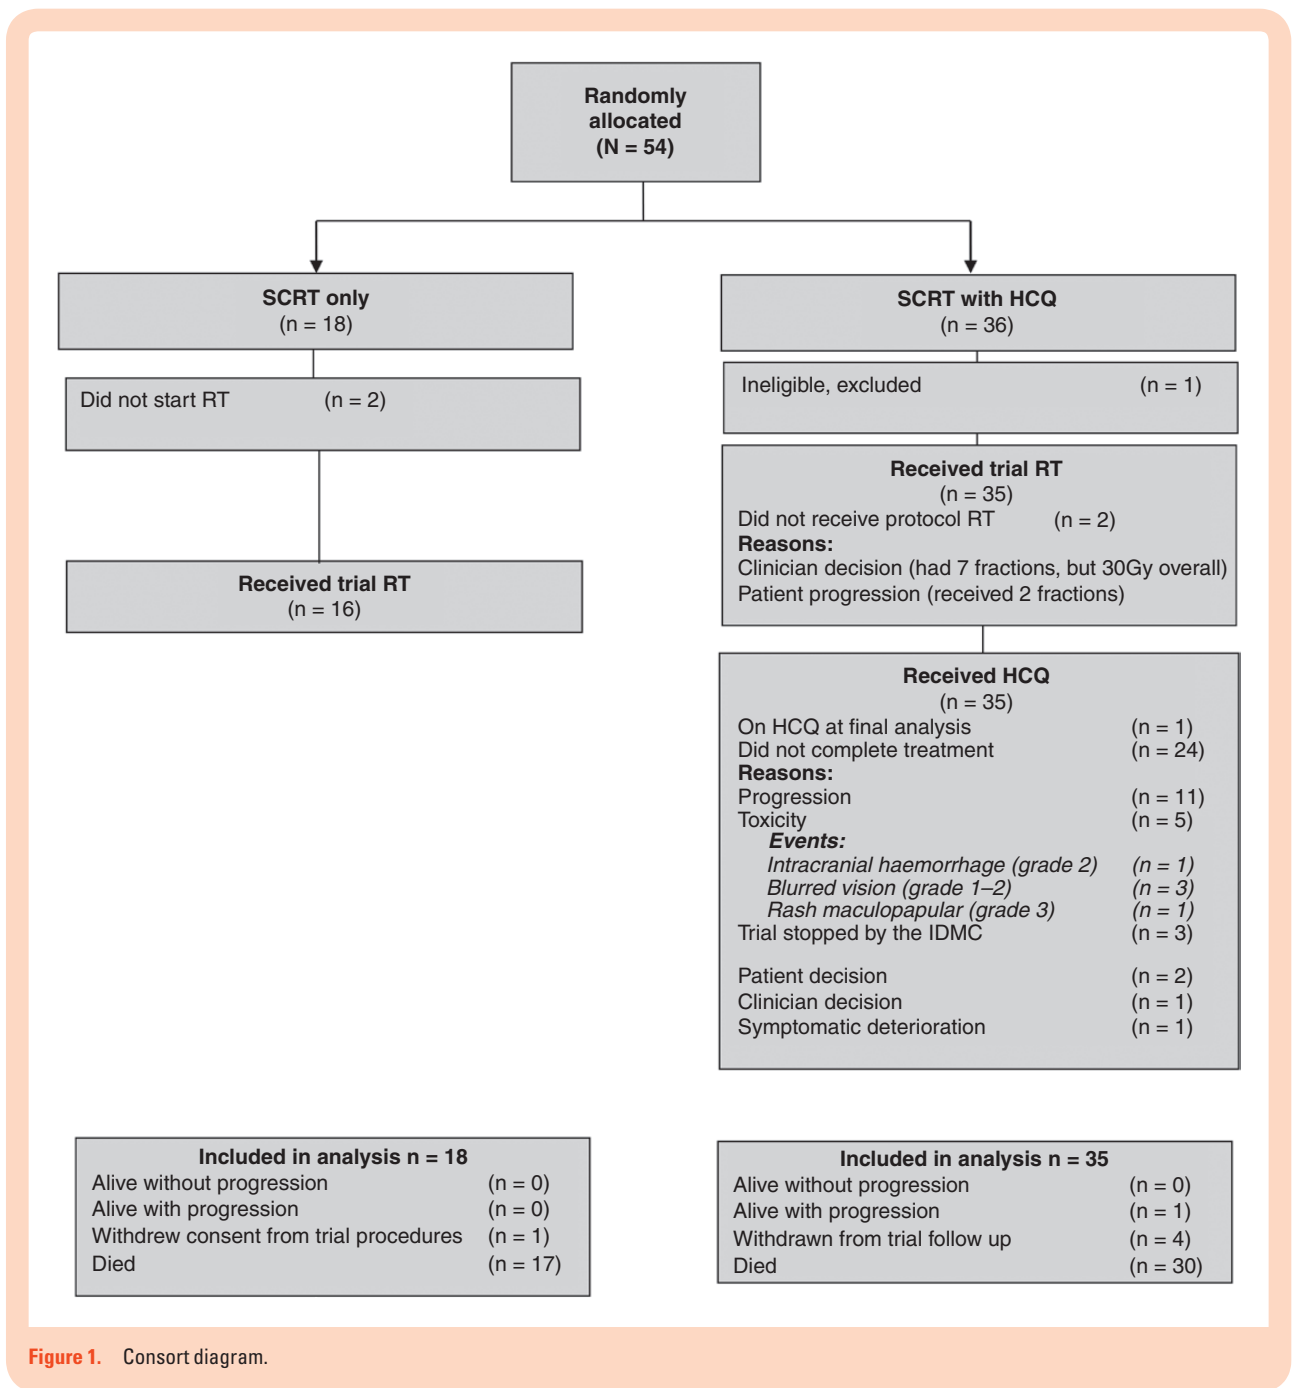 Randomly
allocated
(N = 54)
SCRT only
(n = 18)
Did not start RT (n = 2)
Received trial RT
(n = 16)
SCRT with HCQ
(n = 36)
Ineligible, excluded (n = 1)
Received trial RT
(n = 35)
Did not receive protocol RT (n = 2)
Reasons:
Clinician decision (had 7 fractions, but 30Gy overall)
Patient progression (received 2 fractions)
Received HCQ
(n = 35)
On HCQ at final analysis (n = 1)
Did not complete treatment (n = 24)
Reasons:
Progression (n = 11)
Toxicity (n = 5)
Events:
Intracranial haemorrhage (grade 2) (n = 1)
Blurred vision (grade 1–2) (n = 3)
Rash maculopapular (grade 3) (n = 1)
Trial stopped by the IDMC (n = 3)
Patient decision (n = 2)
Clinician decision (n = 1)
Symptomatic deterioration (n = 1)
Included in analysis n = 18
Alive without progression (n = 0)
Alive with progression (n = 0)
Withdrew consent from trial procedures (n = 1)
Died (n = 17)
Included in analysis n = 35
Alive without progression (n = 0)
Alive with progression (n = 1)
Withdrawn from trial follow up (n = 4)
Died (n = 30)
Figure 1. Consort diagram.